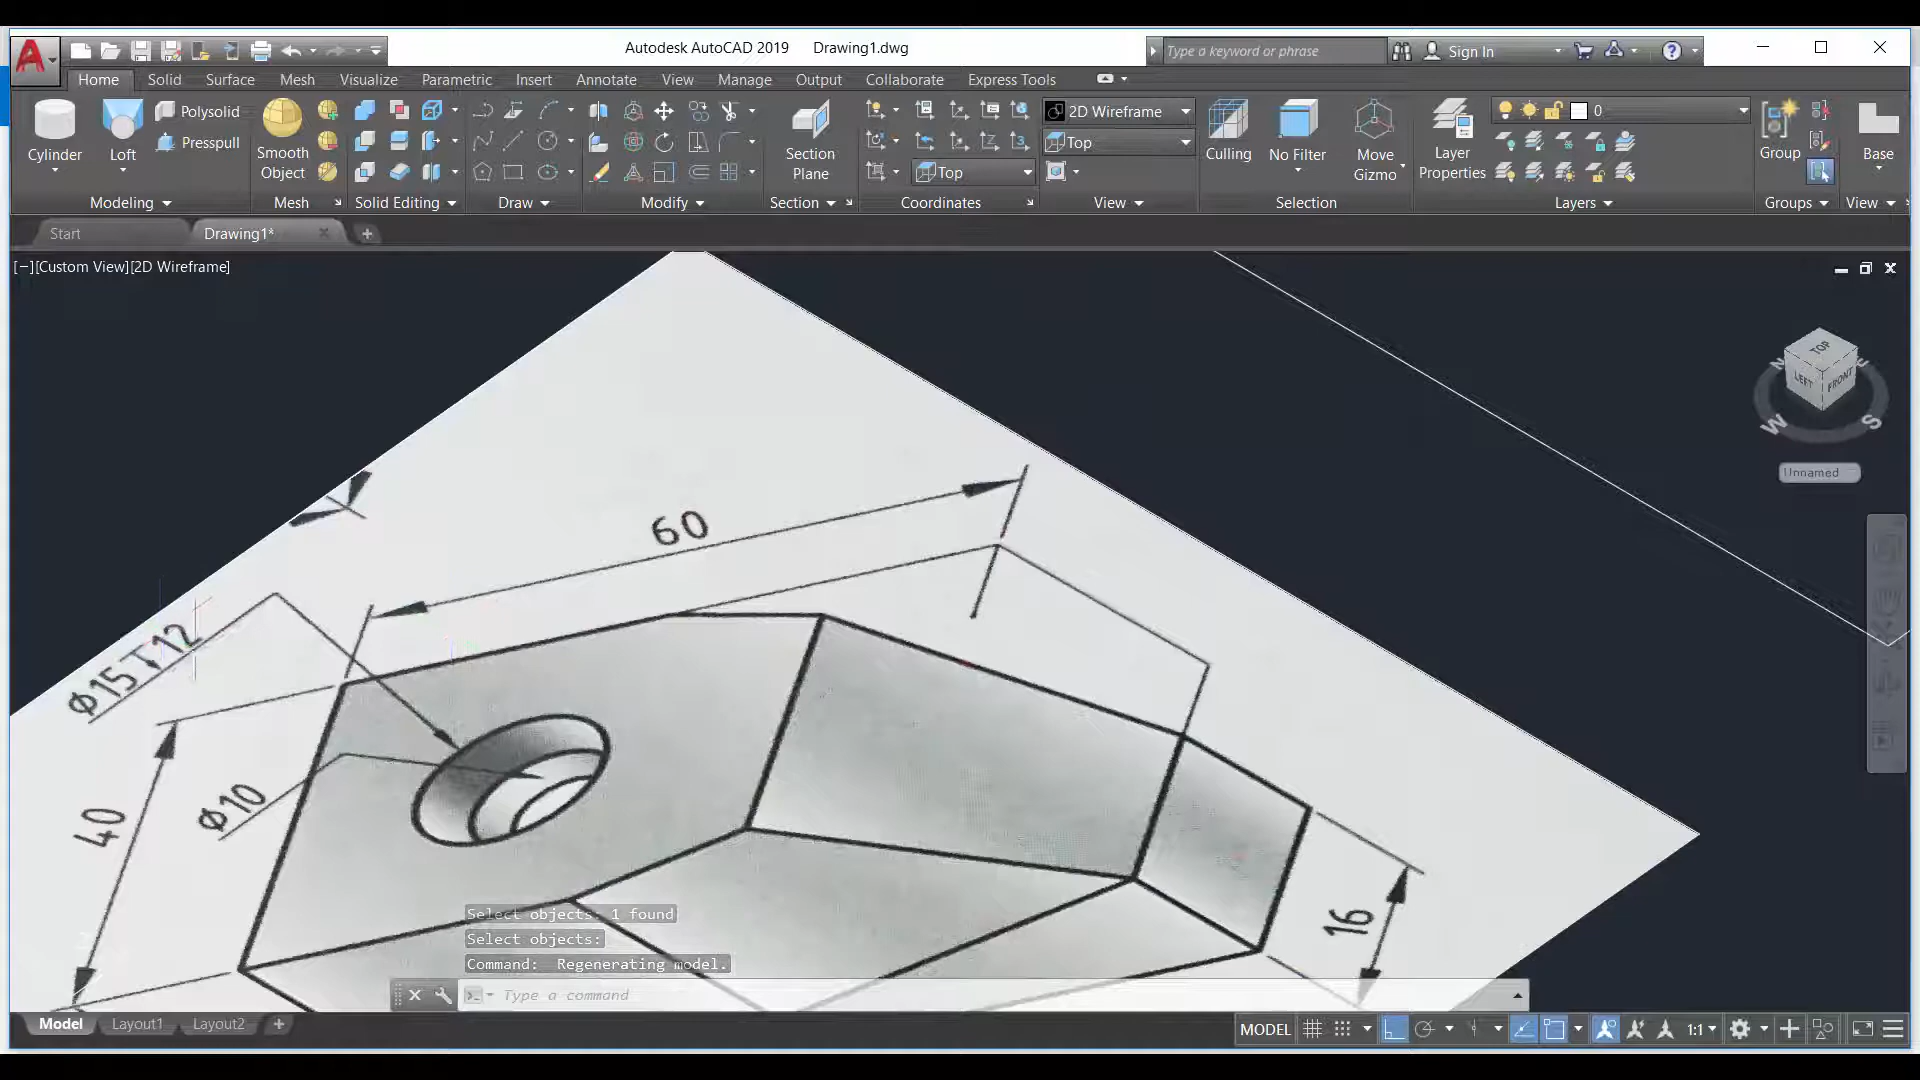 Autodesk AutoCAD 2019 Drawing1.dwg
Type a keyword or phrase
Sign In
Home Solid Surface Mesh Visualize Parametric Insert Annotate View Manage Output Collaborate Express Tools
Cylinder
Loft
Polysolid
Presspull
Smooth Object
Section Plane
Top
2D Wireframe
Top
Culling
No Filter
Move Gizmo
Layer Properties
0
Group
Base
Modeling Mesh Solid Editing Draw Modify Section Coordinates View Selection Layers Groups View
Start Drawing1*
[−][Custom View][2D Wireframe]
TOP
LEFT
FRONT
N
E
W
S
Unnamed
60
Ø15↧12
Ø10
40
16
Select objects: 1 found
Select objects:
Command: Regenerating model.
Type a command
Model Layout1 Layout2
MODEL
1:1